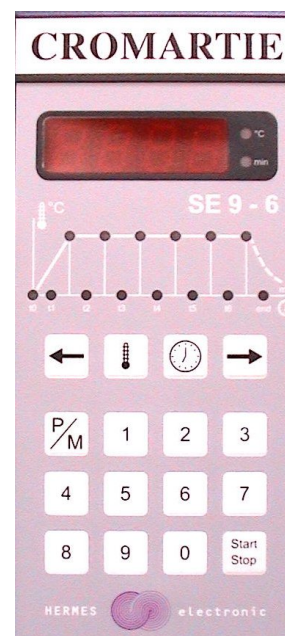 CROMARTIE
°C
min
°C
SE 9 - 6
t0 t1 t2 t3 t4 t5 t6 end
P/M 1 2 3
4 5 6 7
8 9 0 Start
Stop
HERMES electronic